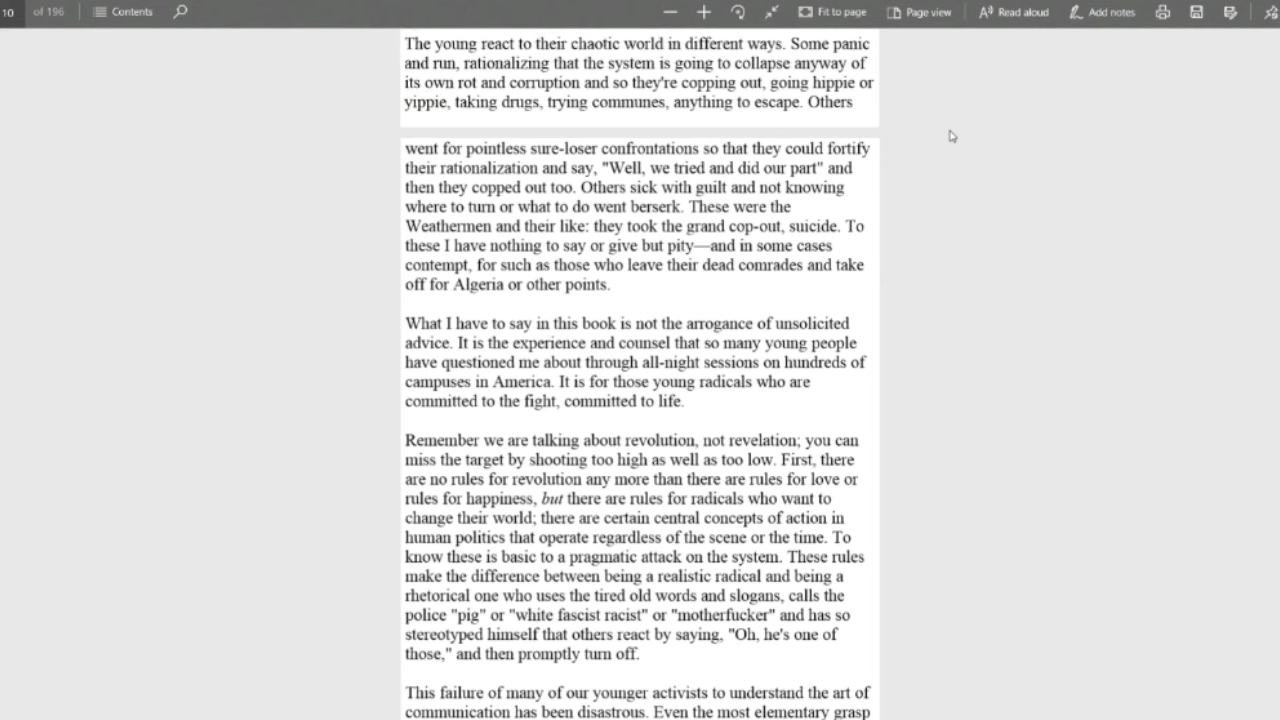 10 of 196 Contents Fit to page Page view Read aloud Add notes
The young react to their chaotic world in different ways. Some panic
and run, rationalizing that the system is going to collapse anyway of
its own rot and corruption and so they're copping out, going hippie or
yippie, taking drugs, trying communes, anything to escape. Others
went for pointless sure-loser confrontations so that they could fortify
their rationalization and say, "Well, we tried and did our part" and
then they copped out too. Others sick with guilt and not knowing
where to turn or what to do went berserk. These were the
Weathermen and their like: they took the grand cop-out, suicide. To
these I have nothing to say or give but pity—and in some cases
contempt, for such as those who leave their dead comrades and take
off for Algeria or other points.
What I have to say in this book is not the arrogance of unsolicited
advice. It is the experience and counsel that so many young people
have questioned me about through all-night sessions on hundreds of
campuses in America. It is for those young radicals who are
committed to the fight, committed to life.
Remember we are talking about revolution, not revelation; you can
miss the target by shooting too high as well as too low. First, there
are no rules for revolution any more than there are rules for love or
rules for happiness, but there are rules for radicals who want to
change their world; there are certain central concepts of action in
human politics that operate regardless of the scene or the time. To
know these is basic to a pragmatic attack on the system. These rules
make the difference between being a realistic radical and being a
rhetorical one who uses the tired old words and slogans, calls the
police "pig" or "white fascist racist" or "motherfucker" and has so
stereotyped himself that others react by saying, "Oh, he's one of
those," and then promptly turn off.
This failure of many of our younger activists to understand the art of
communication has been disastrous. Even the most elementary grasp